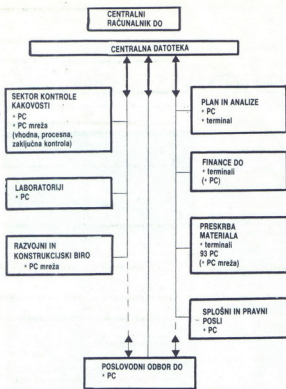 CENTRALNI
RAČUNALNIK DO
CENTRALNA DATOTEKA
SEKTOR KONTROLE
KAKOVOSTI
* PC
* PC mreža
(vhodna, procesna,
zaključna kontrola)
LABORATORIJI
* PC
RAZVOJNI IN
KONSTRUKCIJSKI BIRO
* PC mreža
PLAN IN ANALIZE
* PC
* terminal
FINANCE DO
* terminali
(* PC)
PRESKRBA
MATERIALA
* terminali
93 PC
(* PC mreža)
SPLOŠNI IN PRAVNI
POSLI
* PC
POSLOVODNI ODBOR DO
* PC